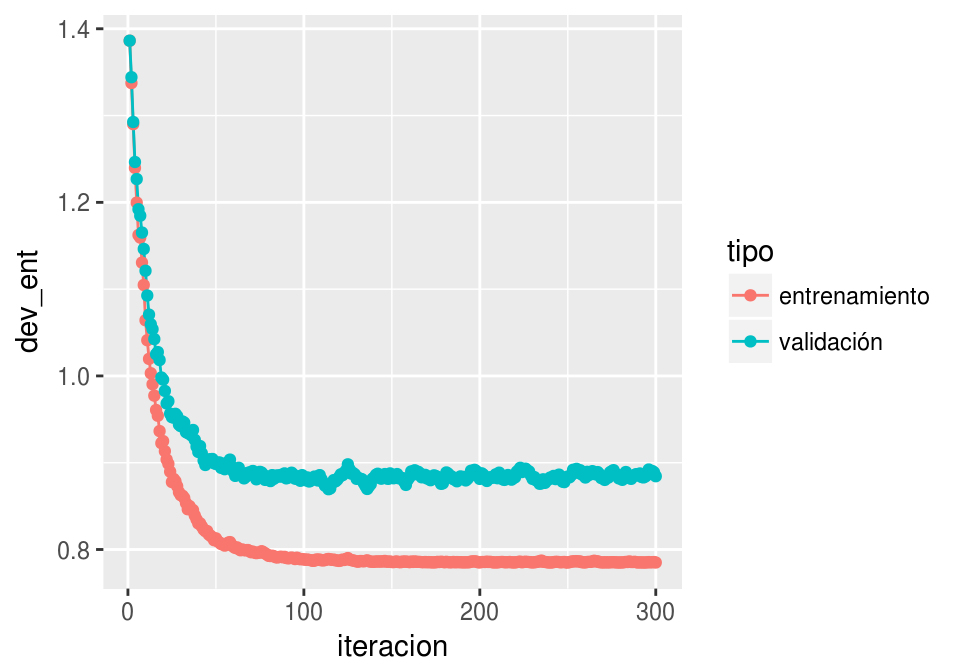 1.4
1.2
1.0
0.8
dev_ent
0
100
200
300
iteracion
tipo
entrenamiento
validación